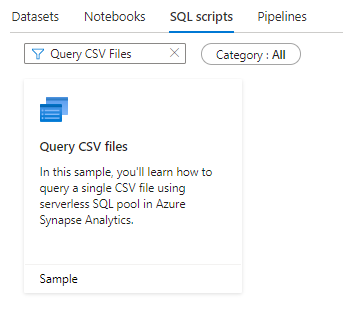 Datasets Notebooks SQL scripts Pipelines
Query CSV Files Category : All
Query CSV files
In this sample, you'll learn how to
query a single CSV file using
serverless SQL pool in Azure
Synapse Analytics.
Sample